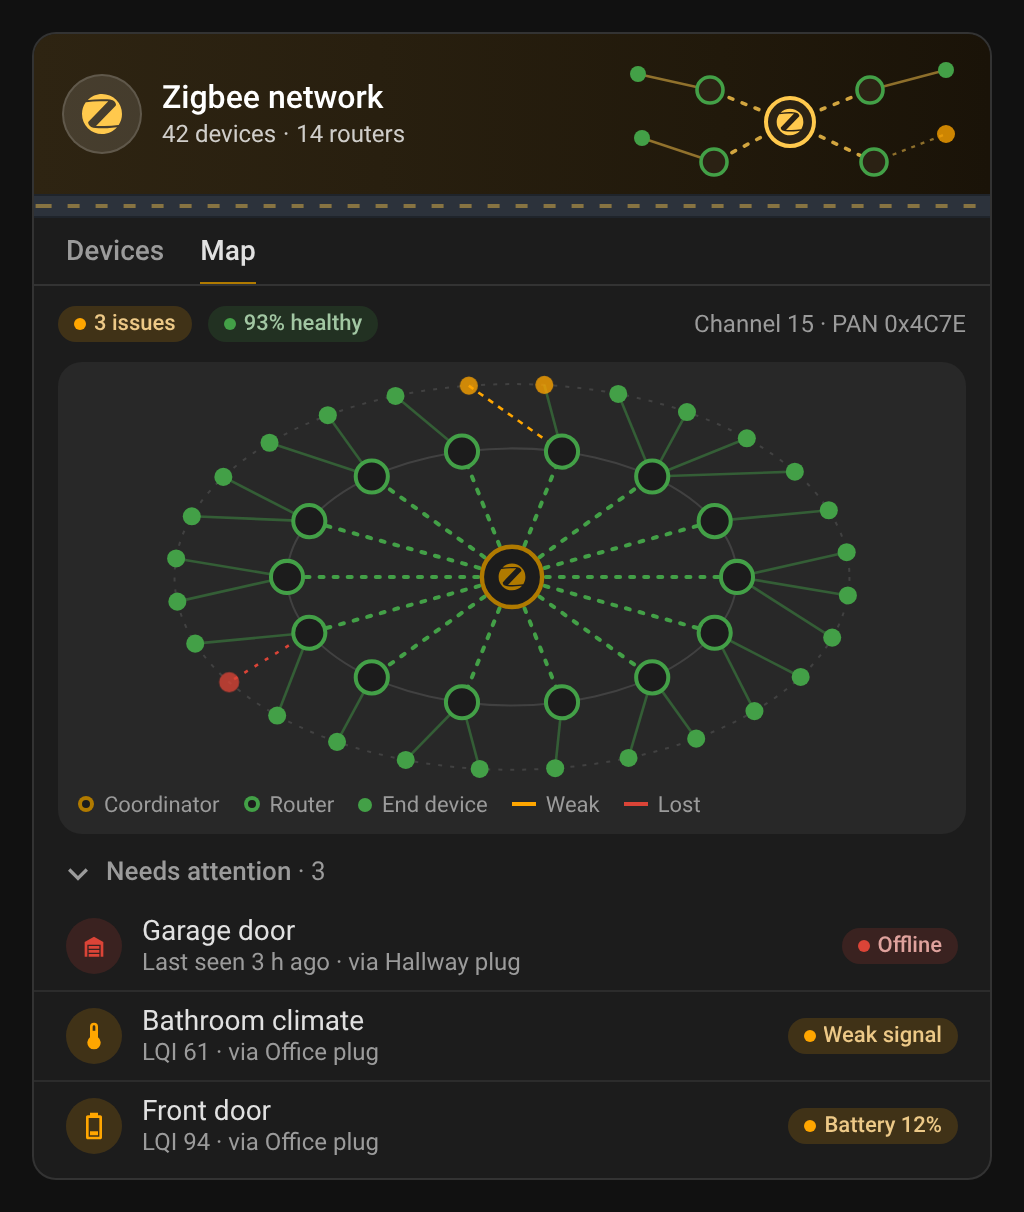 Zigbee network
42 devices · 14 routers
Devices Map
3 issues 93% healthy Channel 15 · PAN 0x4C7E
Coordinator Router End device Weak Lost
Needs attention · 3
Garage door
Last seen 3 h ago · via Hallway plug
Offline
Bathroom climate
LQI 61 · via Office plug
Weak signal
Front door
LQI 94 · via Office plug
Battery 12%